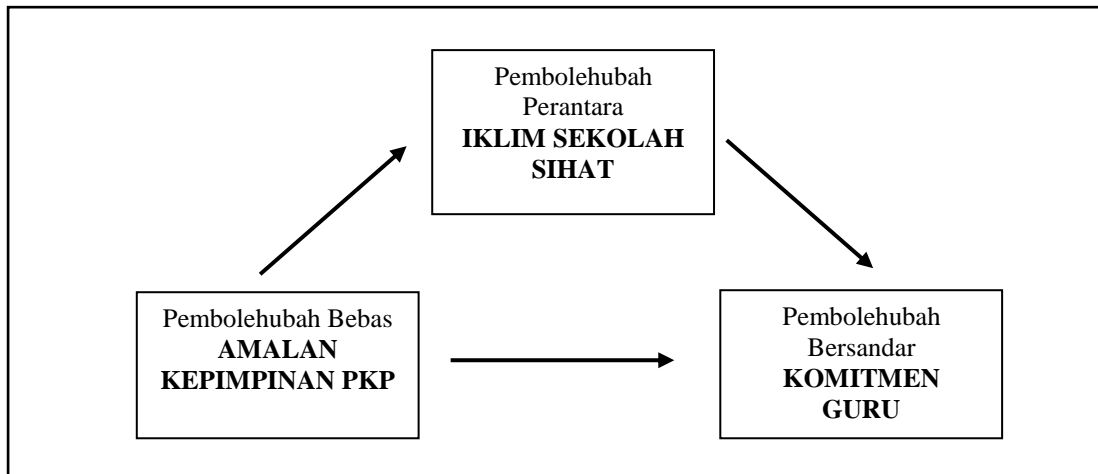 Pembolehubah
Perantara
IKLIM SEKOLAH
SIHAT
Pembolehubah Bebas
AMALAN
KEPIMPINAN PKP
Pembolehubah
Bersandar
KOMITMEN
GURU